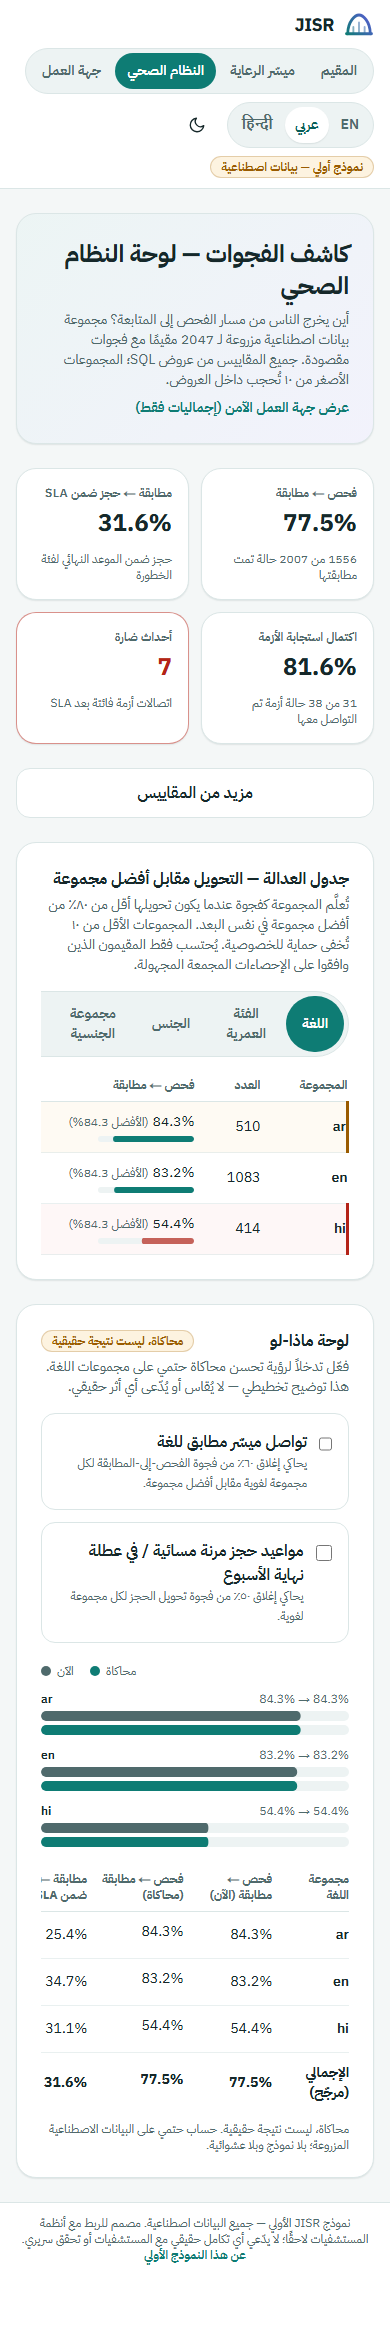 JISR
المقيم
ميسّر الرعاية
النظام الصحي
جهة العمل
EN
عربي
हिन्दी
نموذج أولي — بيانات اصطناعية
كاشف الفجوات — لوحة النظام
الصحي
أين يخرج الناس من مسار الفحص إلى المتابعة؟ مجموعة
بيانات اصطناعية مزروعة لـ 2047 مقيمًا مع فجوات
مقصودة. جميع المقاييس من عروض SQL؛ المجموعات
الأصغر من ١٠ تُحجب داخل العروض.
عرض جهة العمل الآمن (إجماليات فقط)
فحص ← مطابقة
77.5%
1556 من 2007 حالة تمت
مطابقتها
مطابقة ← حجز ضمن SLA
31.6%
حجز ضمن الموعد النهائي لفئة
الخطورة
اكتمال استجابة الأزمة
81.6%
31 من 38 حالة أزمة تم
التواصل معها
أحداث ضارة
7
اتصالات أزمة فائتة بعد SLA
مزيد من المقاييس
جدول العدالة — التحويل مقابل أفضل مجموعة
تُعلَّم المجموعة كفجوة عندما يكون تحويلها أقل من ٨٠٪ من
أفضل مجموعة في نفس البعد. المجموعات الأقل من ١٠
تُخفى حماية للخصوصية. يُحتسب فقط المقيمون الذين
وافقوا على الإحصاءات المجمعة المجهولة.
اللغة
الفئة
العمرية
الجنس
مجموعة
الجنسية
المجموعة
العدد
فحص ← مطابقة
ar
510
84.3% (الأفضل 84.3%)
en
1083
83.2% (الأفضل 84.3%)
hi
414
54.4% (الأفضل 84.3%)
لوحة ماذا-لو
محاكاة، ليست نتيجة حقيقية
فعّل تدخلاً لرؤية تحسن محاكاة حتمي على مجموعات اللغة.
هذا توضيح تخطيطي — لا يُقاس أو يُدّعى أي أثر حقيقي.
تواصل ميسّر مطابق للغة
يحاكي إغلاق ٦٠٪ من فجوة الفحص-إلى-المطابقة لكل
مجموعة لغوية مقابل أفضل مجموعة.
مواعيد حجز مرنة مسائية / في عطلة
نهاية الأسبوع
يحاكي إغلاق ٥٠٪ من فجوة تحويل الحجز لكل مجموعة
لغوية.
محاكاة
الآن
ar
84.3% → 84.3%
en
83.2% → 83.2%
hi
54.4% → 54.4%
مجموعة
اللغة
فحص ←
مطابقة (الآن)
فحص ← مطابقة
(محاكاة)
مطابقة ←
ضمن
ar
84.3%
84.3%
25.4%
en
83.2%
83.2%
34.7%
hi
54.4%
54.4%
31.1%
الإجمالي
(مرجّح)
77.5%
77.5%
31.6%
محاكاة، ليست نتيجة حقيقية. حساب حتمي على البيانات الاصطناعية
المزروعة؛ بلا نموذج وبلا عشوائية.
نموذج JISR الأولي — جميع البيانات اصطناعية. مصمم للربط مع أنظمة
المستشفيات لاحقًا؛ لا يدّعي أي تكامل حقيقي مع المستشفيات أو تحقق سريري.
عن هذا النموذج الأولي